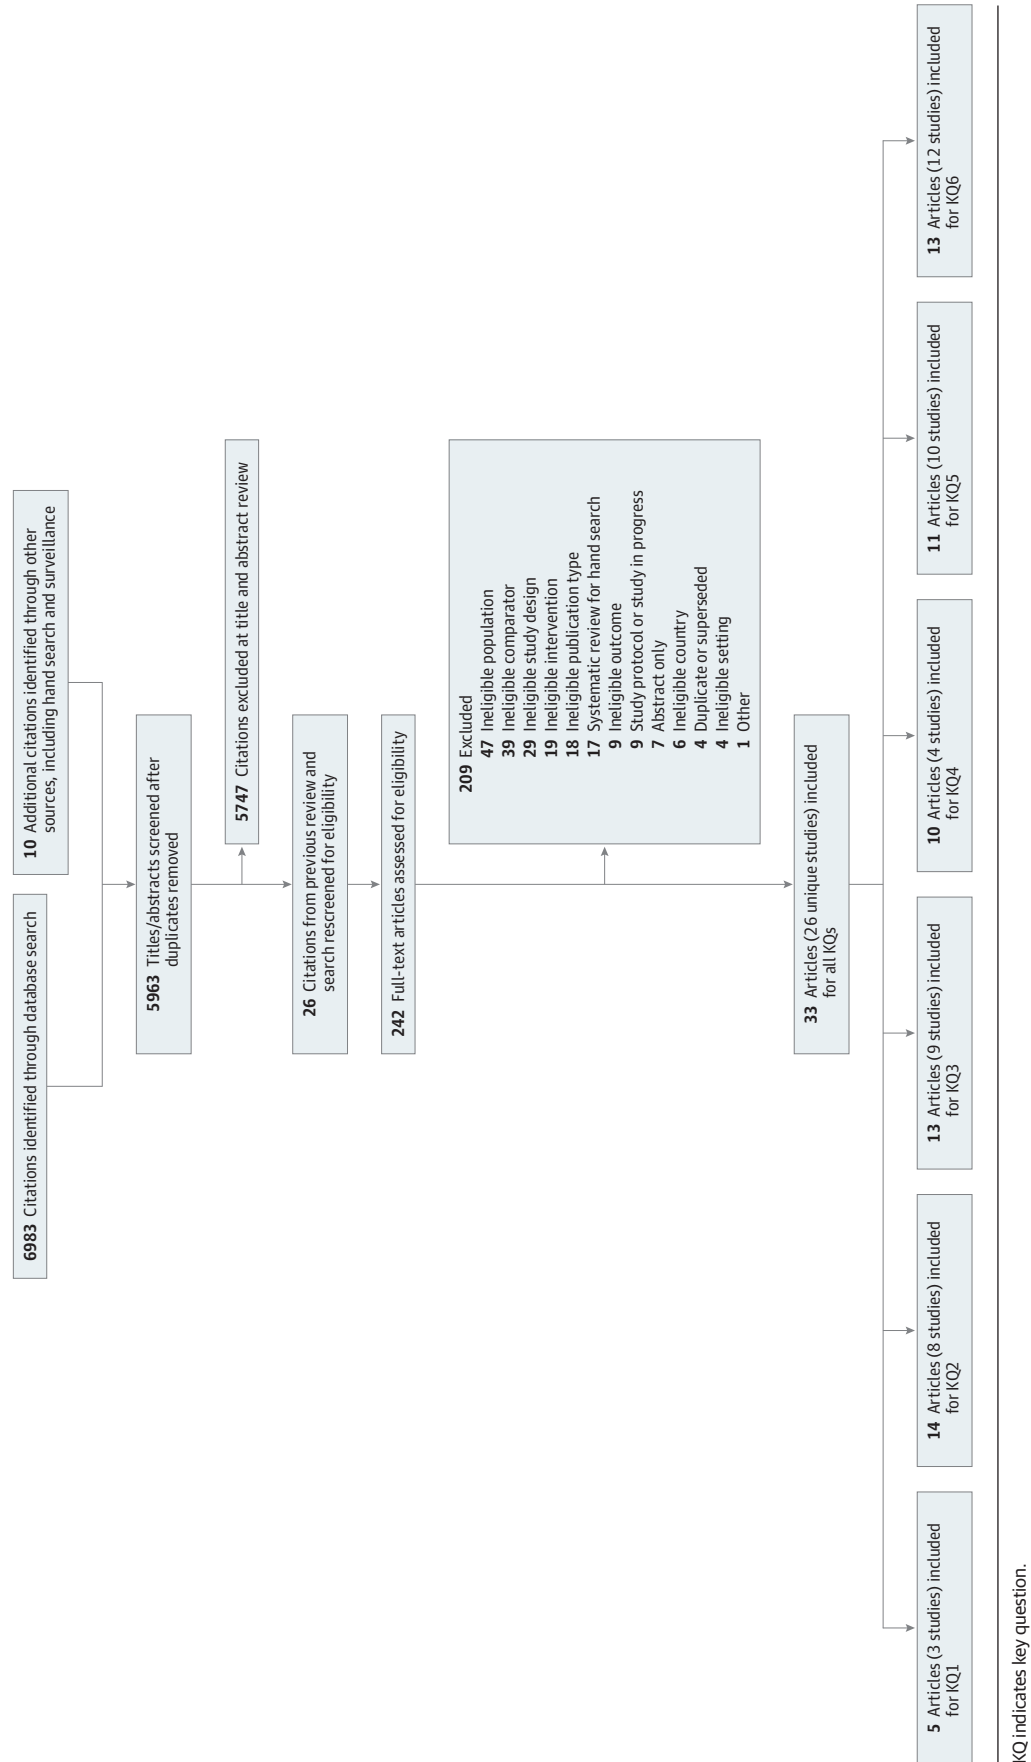 6983 Citations identified through database search
10 Additional citations identified through other
sources, including hand search and surveillance
5963 Titles/abstracts screened after
duplicates removed
5747 Citations excluded at title and abstract review
26 Citations from previous review and
search rescreened for eligibility
242 Full-text articles assessed for eligibility
209 Excluded
47 Ineligible population
39 Ineligible comparator
29 Ineligible study design
19 Ineligible intervention
18 Ineligible publication type
17 Systematic review for hand search
9 Ineligible outcome
9 Study protocol or study in progress
7 Abstract only
6 Ineligible country
4 Duplicate or superseded
4 Ineligible setting
1 Other
33 Articles (26 unique studies) included
for all KQs
5 Articles (3 studies) included
for KQ1
14 Articles (8 studies) included
for KQ2
13 Articles (9 studies) included
for KQ3
10 Articles (4 studies) included
for KQ4
11 Articles (10 studies) included
for KQ5
13 Articles (12 studies) included
for KQ6
KQ indicates key question.